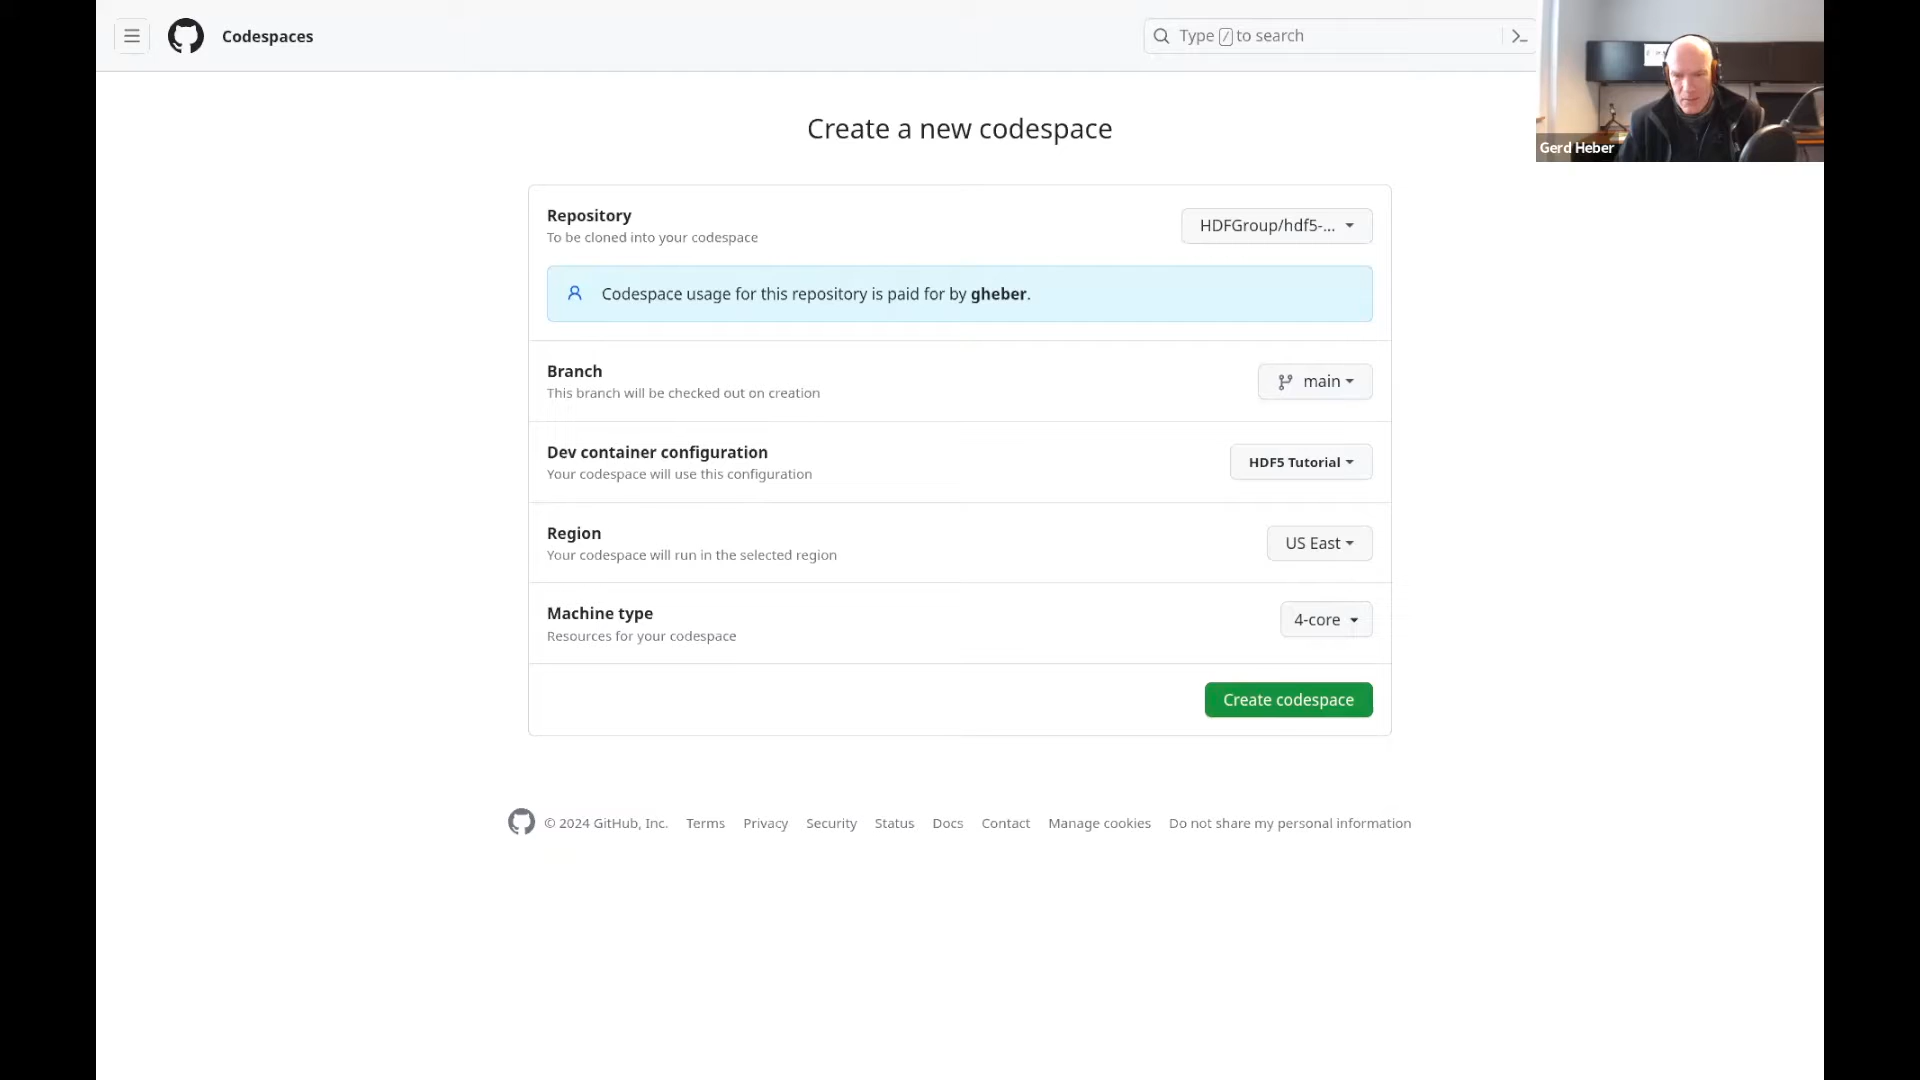 Codespaces
Type / to search
Gerd Heber
Create a new codespace
Repository
To be cloned into your codespace
HDFGroup/hdf5-...
Codespace usage for this repository is paid for by gheber.
Branch
This branch will be checked out on creation
main
Dev container configuration
Your codespace will use this configuration
HDF5 Tutorial
Region
Your codespace will run in the selected region
US East
Machine type
Resources for your codespace
4-core
Create codespace
© 2024 GitHub, Inc. Terms Privacy Security Status Docs Contact Manage cookies Do not share my personal information